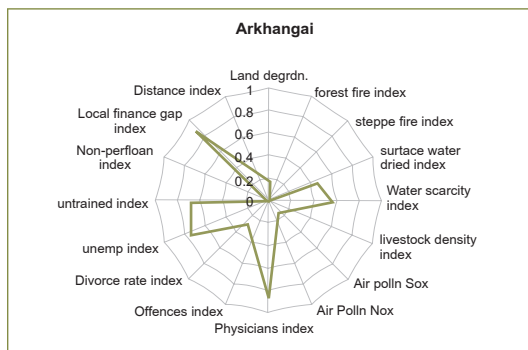 Arkhangai
Land degrdn.
forest fire index
steppe fire index
surtace water
dried index
Water scarcity
index
livestock density
index
Air polln Sox
Air Polln Nox
Physicians index
Offences index
Divorce rate index
unemp index
untrained index
Non-perfloan
index
Local finance gap
index
Distance index
1
0.8
0.6
0.4
0.2
0